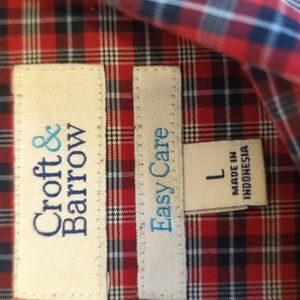 Croft&
Barrow
Easy Care
L
MADE IN
INDONESIA